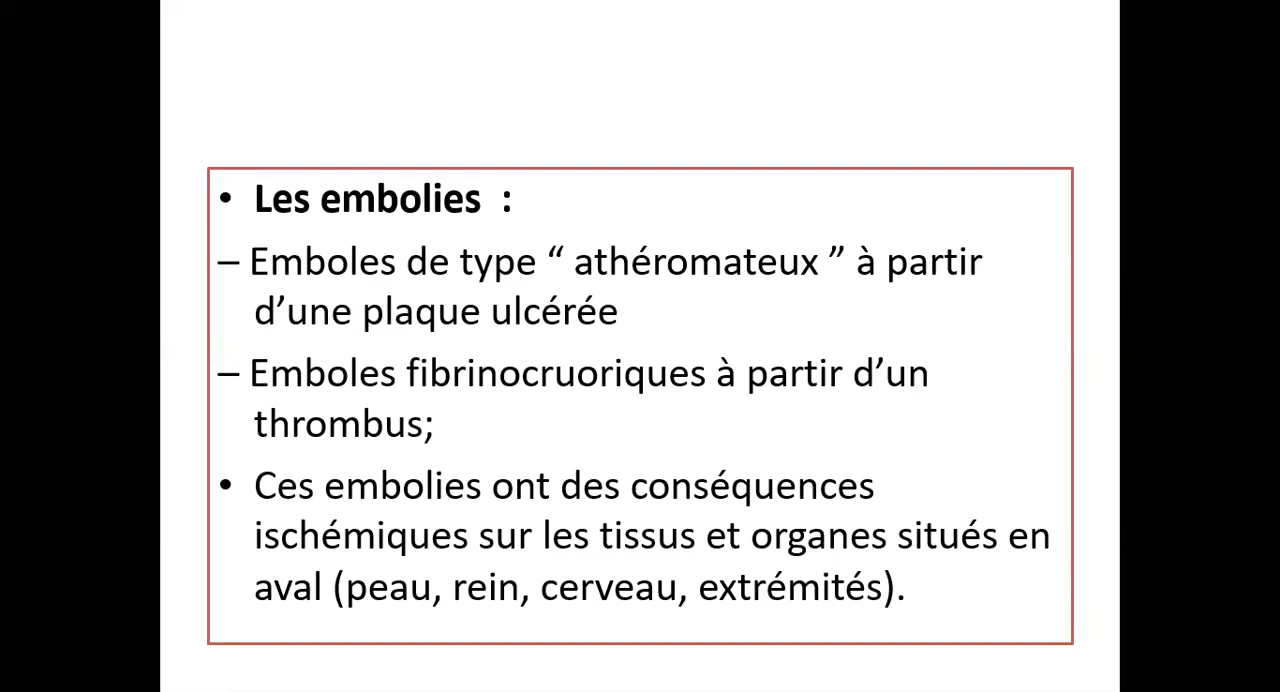 • Les embolies :
– Emboles de type “ athéromateux ” à partir
d’une plaque ulcérée
– Emboles fibrinocruoriques à partir d’un
thrombus;
• Ces embolies ont des conséquences
ischémiques sur les tissus et organes situés en
aval (peau, rein, cerveau, extrémités).